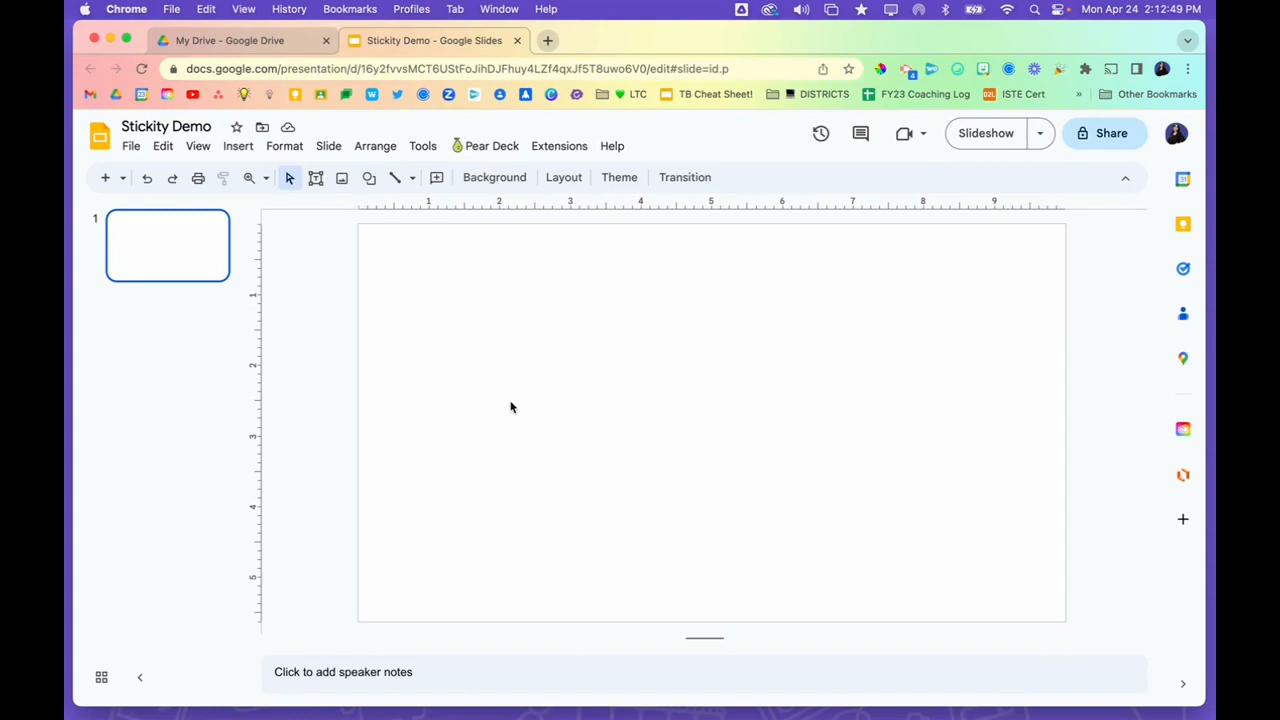 Chrome File Edit View History Bookmarks Profiles Tab Window Help Mon Apr 24 2:12:49 PM
My Drive - Google Drive Stickity Demo - Google Slides
docs.google.com/presentation/d/16y2fvvsMCT6UStFoJihDJFhuy4LZf4qxJf5T8uwo6V0/edit#slide=id.p
4
LTC TB Cheat Sheet! DISTRICTS FY23 Coaching Log ISTE Cert » Other Bookmarks
Stickity Demo
File Edit View Insert Format Slide Arrange Tools Pear Deck Extensions Help
Slideshow Share
Background Layout Theme Transition
1 2 3 4 5 6 7 8 9
1
1
2
3
4
5
Click to add speaker notes